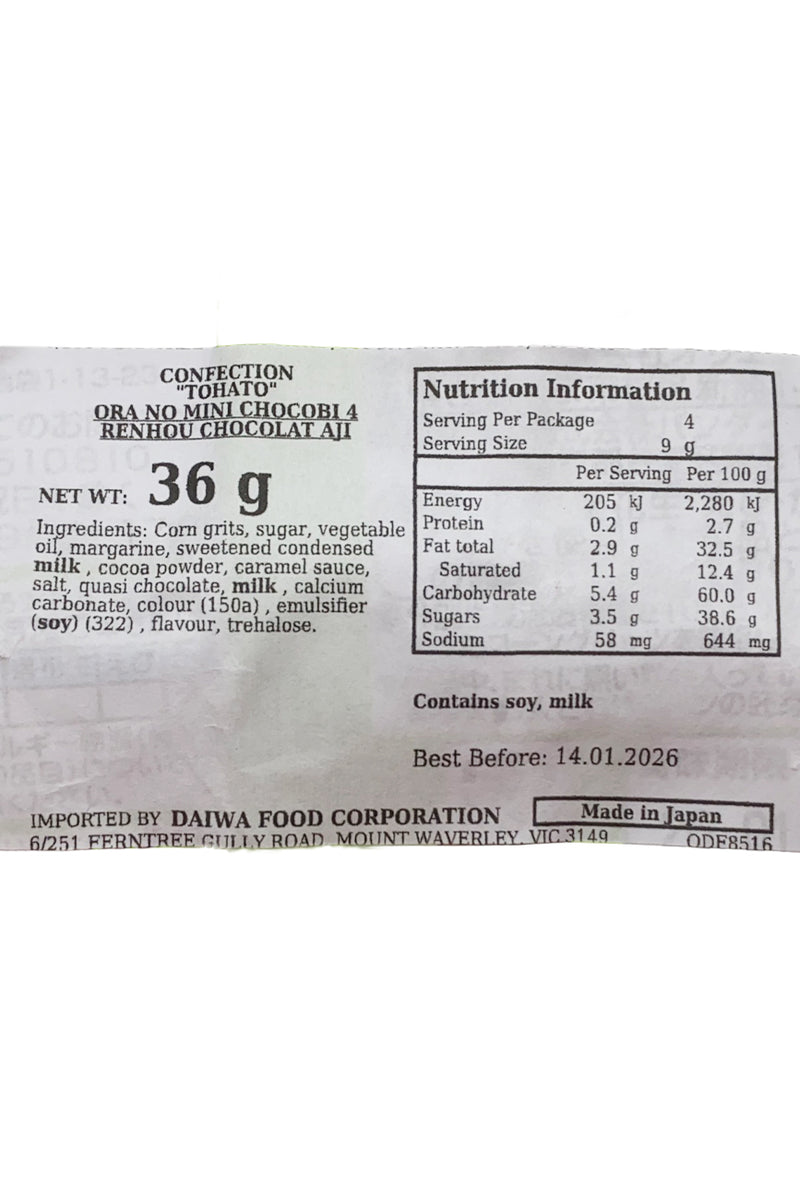 CONFECTION
"TOHATO"
ORA NO MINI CHOCOBI 4
RENHOU CHOCOLAT AJI
NET WT: 36 g
Ingredients: Corn grits, sugar, vegetable
oil, margarine, sweetened condensed
milk , cocoa powder, caramel sauce,
salt, quasi chocolate, milk , calcium
carbonate, colour (150a) , emulsifier
(soy) (322) , flavour, trehalose.
Nutrition Information
Serving Per Package 4
Serving Size 9 g
Per Serving Per 100 g
Energy 205 kJ 2,280 kJ
Protein 0.2 g 2.7 g
Fat total 2.9 g 32.5 g
Saturated 1.1 g 12.4 g
Carbohydrate 5.4 g 60.0 g
Sugars 3.5 g 38.6 g
Sodium 58 mg 644 mg
Contains soy, milk
Best Before: 14.01.2026
IMPORTED BY DAIWA FOOD CORPORATION
Made in Japan
6/251 FERNTREE GULLY ROAD MOUNT WAVERLEY. VIC 3149
ODF8516